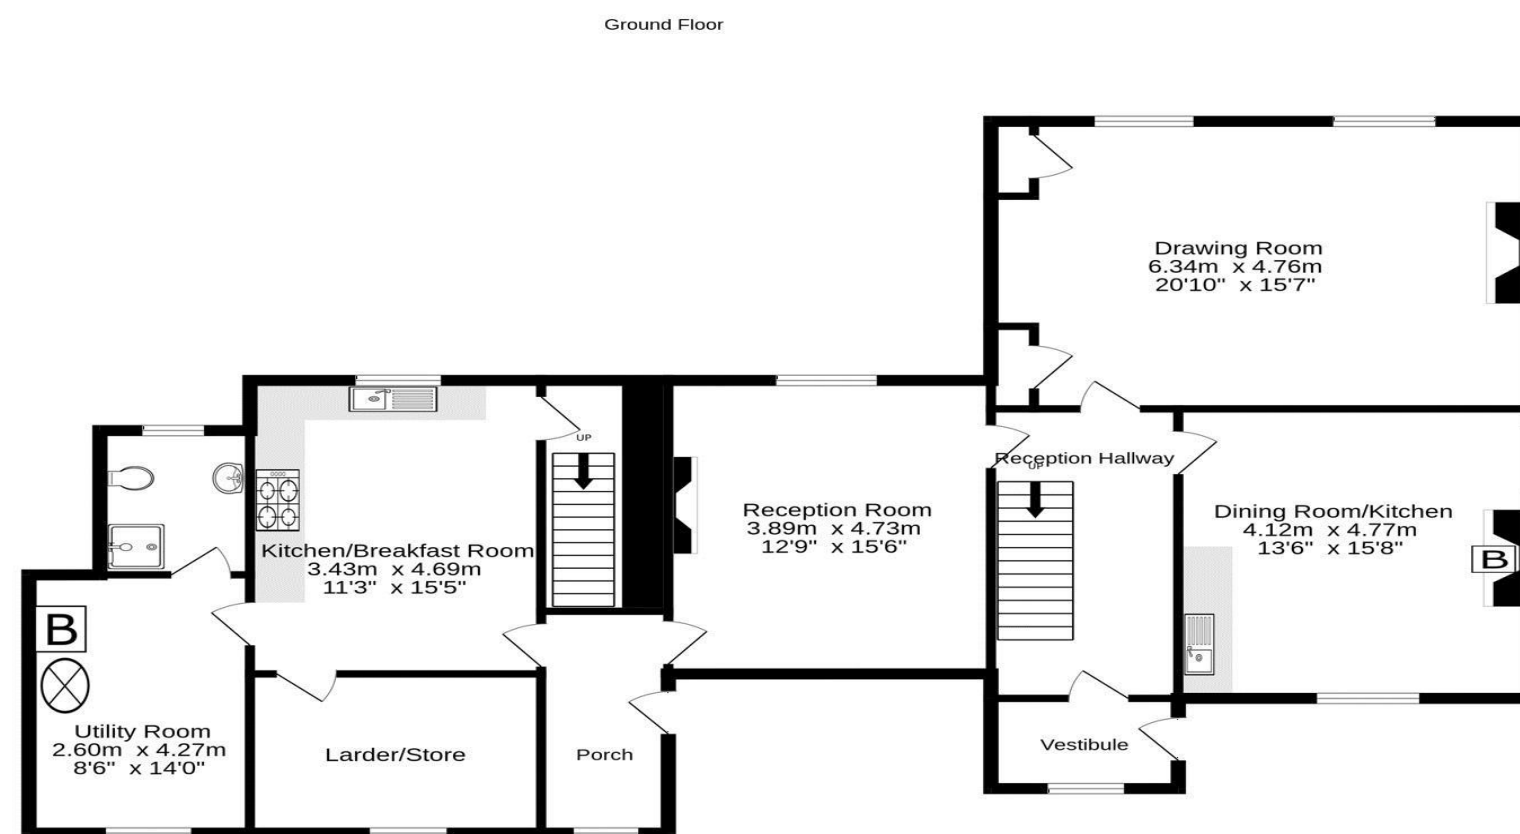 Ground Floor
Drawing Room
6.34m x 4.76m
20'10" x 15'7"
UP
Reception Hallway
UP
Reception Room
3.89m x 4.73m
12'9" x 15'6"
Dining Room/Kitchen
4.12m x 4.77m
13'6" x 15'8"
B
Kitchen/Breakfast Room
3.43m x 4.69m
11'3" x 15'5"
B
Utility Room
2.60m x 4.27m
8'6" x 14'0"
Larder/Store
Porch
Vestibule